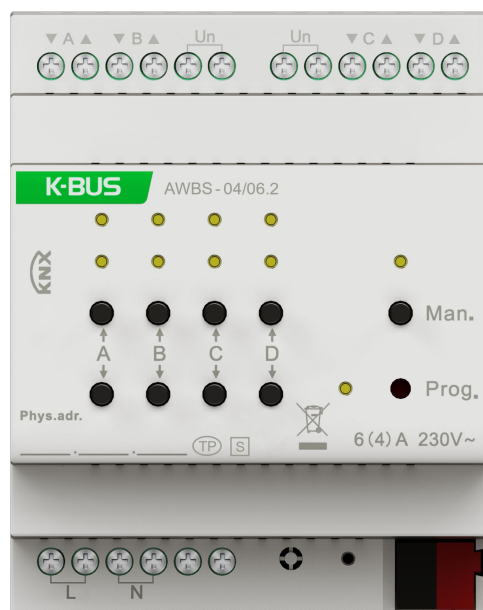 ▼ A ▲ ▼ B ▲ Un Un ▼ C ▲ ▼ D ▲
K-BUS AWBS-04/06.2
KNX
Man.
A B C D
Prog.
Phys.adr.
6(4)A 230V~
TP S
L N